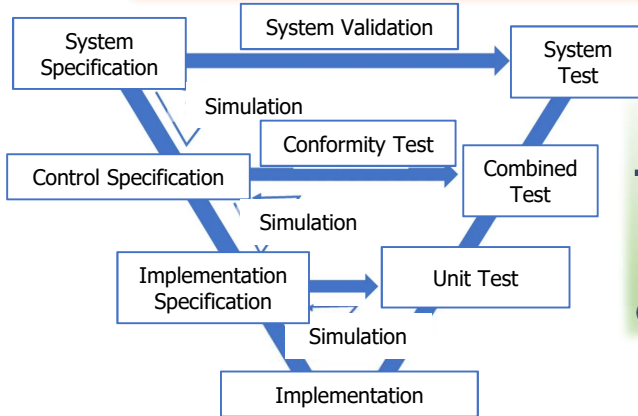 System Validation
System
Specification
System
Test
Simulation
Conformity Test
Control Specification
Combined
Test
Simulation
Implementation
Specification
Unit Test
Simulation
Implementation